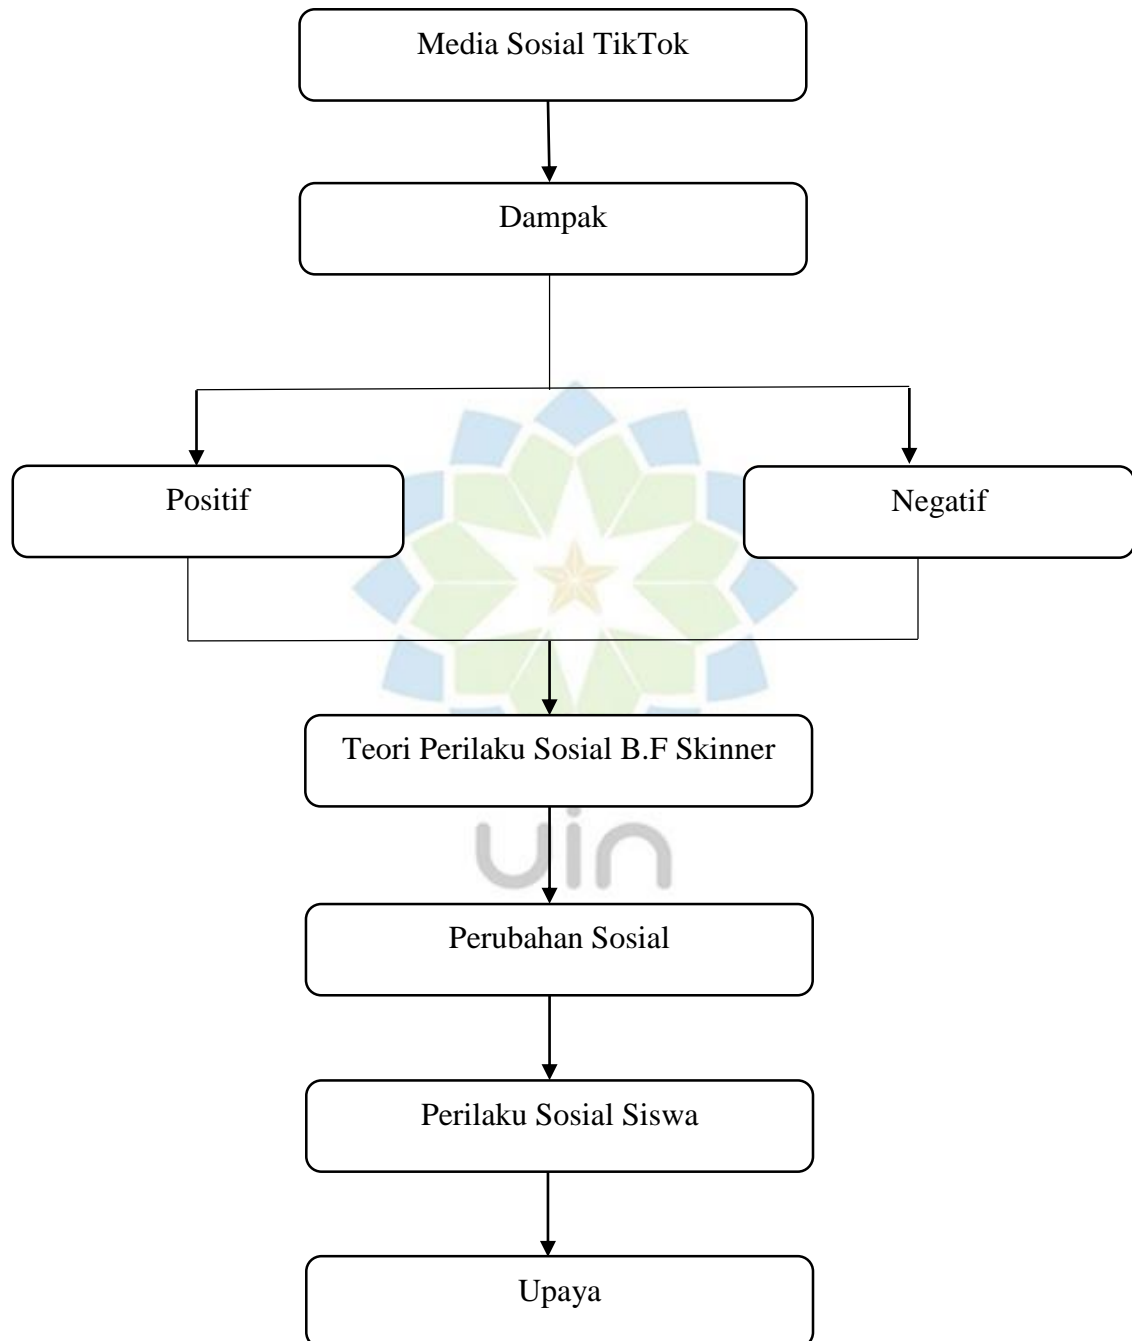 Media Sosial TikTok
Dampak
Positif
Negatif
Teori Perilaku Sosial B.F Skinner
uin
Perubahan Sosial
Perilaku Sosial Siswa
Upaya